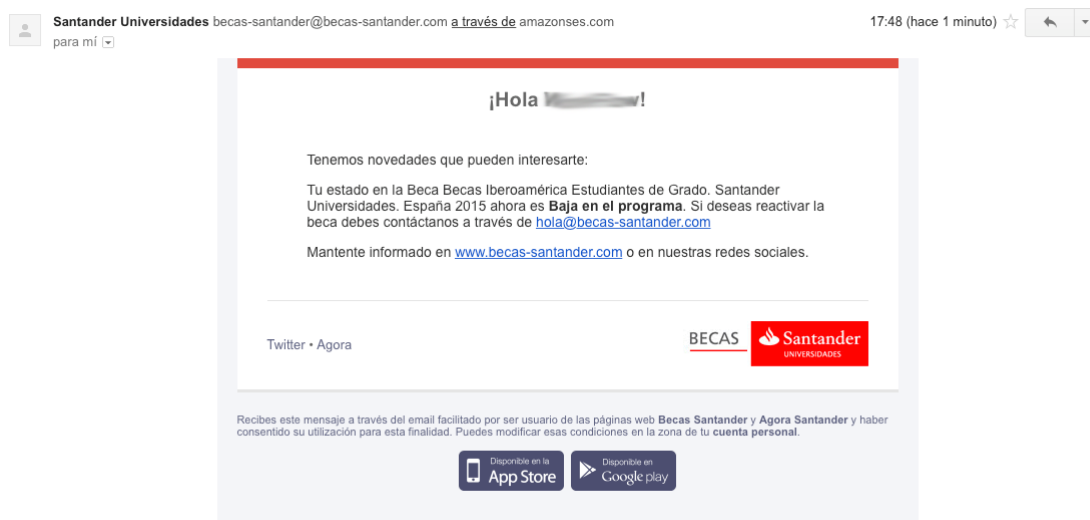 Santander Universidades becas-santander@becas-santander.com a través de amazonses.com
17:48 (hace 1 minuto)
para mí
¡Hola !
Tenemos novedades que pueden interesarte:
Tu estado en la Beca Becas Iberoamérica Estudiantes de Grado. Santander
Universidades. España 2015 ahora es Baja en el programa. Si deseas reactivar la
beca debes contáctanos a través de hola@becas-santander.com
Mantente informado en www.becas-santander.com o en nuestras redes sociales.
Twitter • Agora
BECAS
Santander
UNIVERSIDADES
Recibes este mensaje a través del email facilitado por ser usuario de las páginas web Becas Santander y Agora Santander y haber
consentido su utilización para esta finalidad. Puedes modificar esas condiciones en la zona de tu cuenta personal.
Disponible en la
App Store
Disponible en
Google play